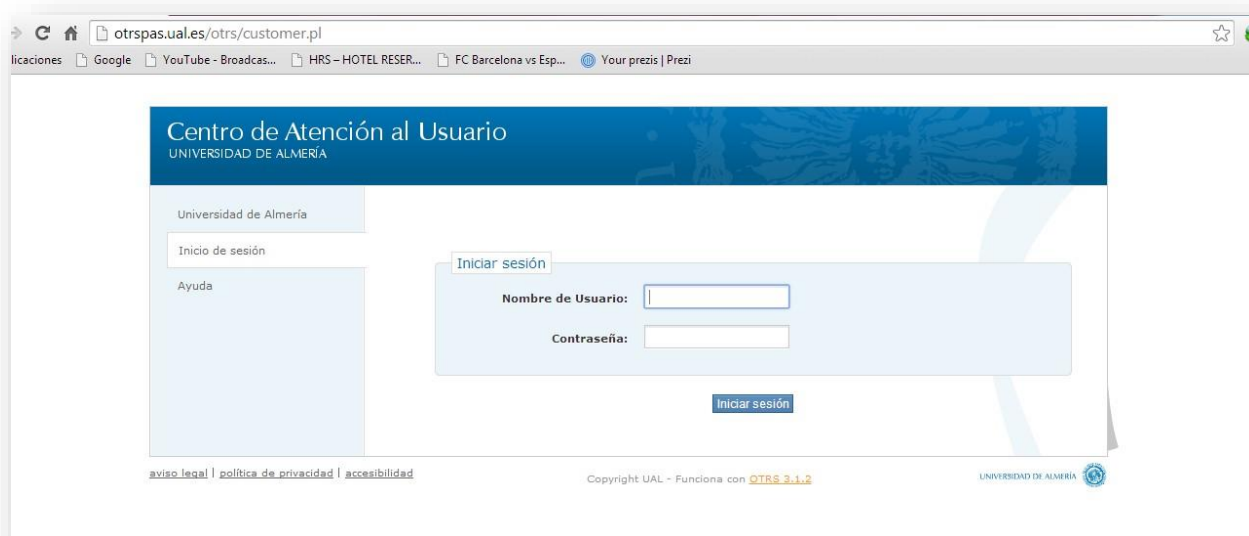 otrspas.ual.es/otrs/customer.pl
licaciones Google YouTube - Broadcas... HRS – HOTEL RESER... FC Barcelona vs Esp... Your prezis | Prezi
Centro de Atención al Usuario
UNIVERSIDAD DE ALMERÍA
Universidad de Almería
Inicio de sesión
Ayuda
Iniciar sesión
Nombre de Usuario:
Contraseña:
Iniciar sesión
aviso legal | política de privacidad | accesibilidad
Copyright UAL - Funciona con OTRS 3.1.2
UNIVERSIDAD DE ALMERÍA